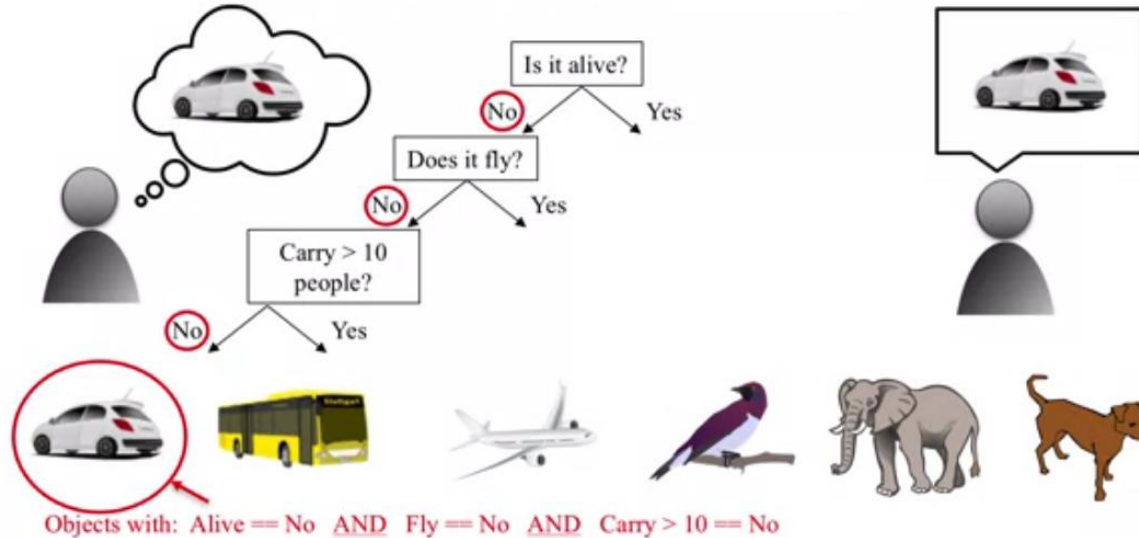 Is it alive?
No
Yes
Does it fly?
No
Yes
Carry > 10
people?
No
Yes
Stuttgart
Objects with: Alive == No AND Fly == No AND Carry > 10 == No